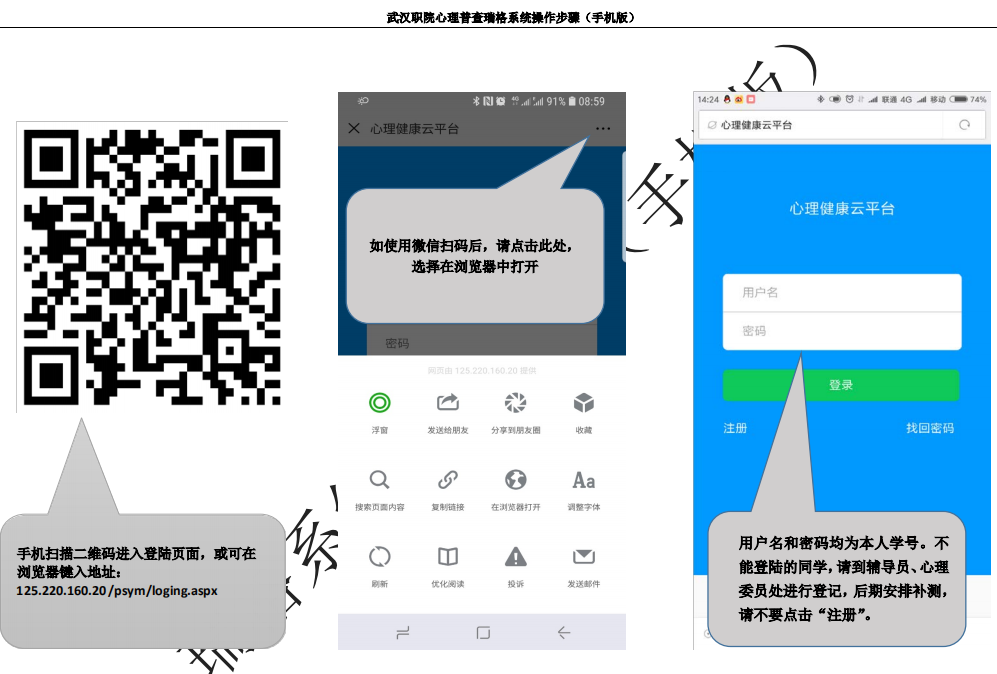 武汉职院心理普查瑞格系统操作步骤（手机版）
手机扫描二维码进入登陆页面，或可在
浏览器键入地址：
125.220.160.20/psym/loging.aspx
4G 91% 08:59
心理健康云平台
如使用微信扫码后，请点击此处，
选择在浏览器中打开
密码
网页由 125.220.160.20 提供
浮窗 发送给朋友 分享到朋友圈 收藏
搜索页面内容 复制链接 在浏览器打开 调整字体
Aa
刷新 优化阅读 投诉 发送邮件
14:24 联通 4G 移动 74%
心理健康云平台
心理健康云平台
用户名
密码
登录
注册 找回密码
用户名和密码均为本人学号。不
能登陆的同学，请到辅导员、心理
委员处进行登记，后期安排补测，
请不要点击“注册”。